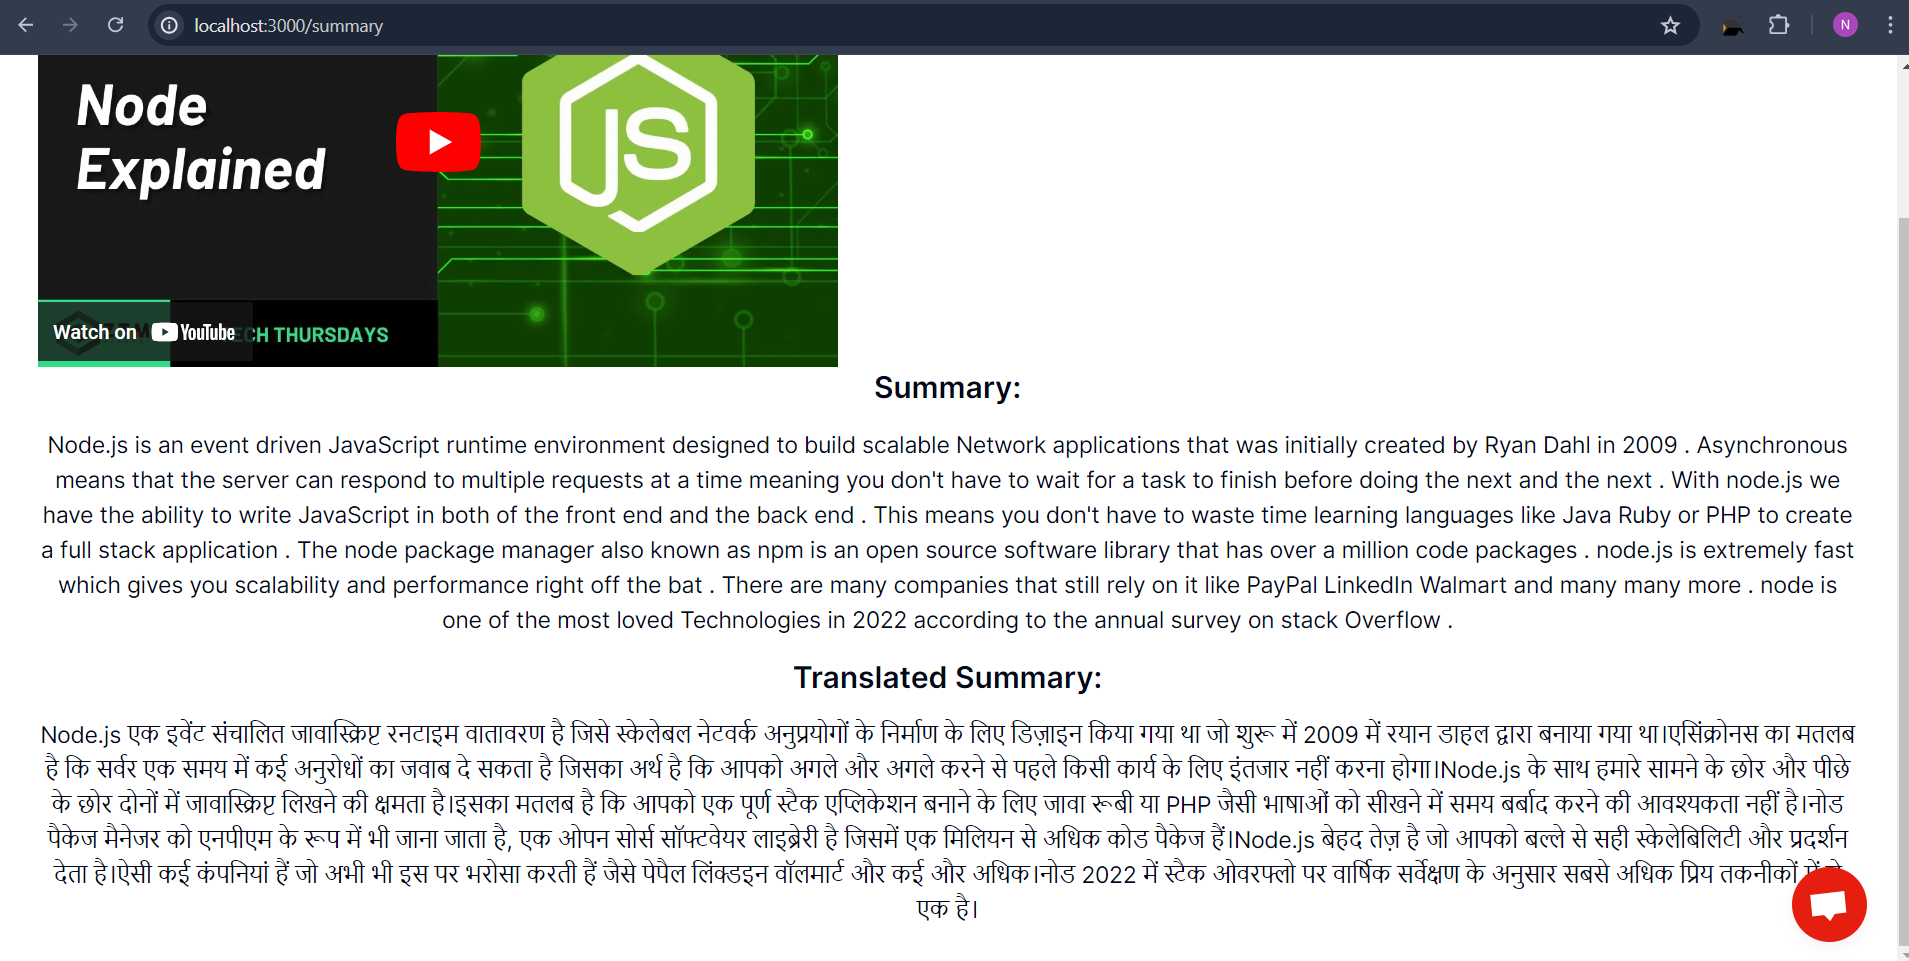 localhost:3000/summary
N
Node
Explained
JS
Watch on YouTube
CH THURSDAYS
Summary:
Node.js is an event driven JavaScript runtime environment designed to build scalable Network applications that was initially created by Ryan Dahl in 2009 . Asynchronous
means that the server can respond to multiple requests at a time meaning you don't have to wait for a task to finish before doing the next and the next . With node.js we
have the ability to write JavaScript in both of the front end and the back end . This means you don't have to waste time learning languages like Java Ruby or PHP to create
a full stack application . The node package manager also known as npm is an open source software library that has over a million code packages . node.js is extremely fast
which gives you scalability and performance right off the bat . There are many companies that still rely on it like PayPal LinkedIn Walmart and many many more . node is
one of the most loved Technologies in 2022 according to the annual survey on stack Overflow .
Translated Summary:
Node.js एक इवेंट संचालित जावास्क्रिप्ट रनटाइम वातावरण है जिसे स्केलेबल नेटवर्क अनुप्रयोगों के निर्माण के लिए डिज़ाइन किया गया था जो शुरू में 2009 में रयान डाहल द्वारा बनाया गया था।एसिंक्रोनस का मतलब
है कि सर्वर एक समय में कई अनुरोधों का जवाब दे सकता है जिसका अर्थ है कि आपको अगले और अगले करने से पहले किसी कार्य के लिए इंतजार नहीं करना होगा।Node.js के साथ हमारे सामने के छोर और पीछे
के छोर दोनों में जावास्क्रिप्ट लिखने की क्षमता है।इसका मतलब है कि आपको एक पूर्ण स्टैक एप्लिकेशन बनाने के लिए जावा रूबी या PHP जैसी भाषाओं को सीखने में समय बर्बाद करने की आवश्यकता नहीं है।नोड
पैकेज मैनेजर को एनपीएम के रूप में भी जाना जाता है, एक ओपन सोर्स सॉफ्टवेयर लाइब्रेरी है जिसमें एक मिलियन से अधिक कोड पैकेज हैं।Node.js बेहद तेज़ है जो आपको बल्ले से सही स्केलेबिलिटी और प्रदर्शन
देता है।ऐसी कई कंपनियां हैं जो अभी भी इस पर भरोसा करती हैं जैसे पेपैल लिंक्डइन वॉलमार्ट और कई और अधिक।नोड 2022 में स्टैक ओवरफ्लो पर वार्षिक सर्वेक्षण के अनुसार सबसे अधिक प्रिय तकनीकों में
एक है।